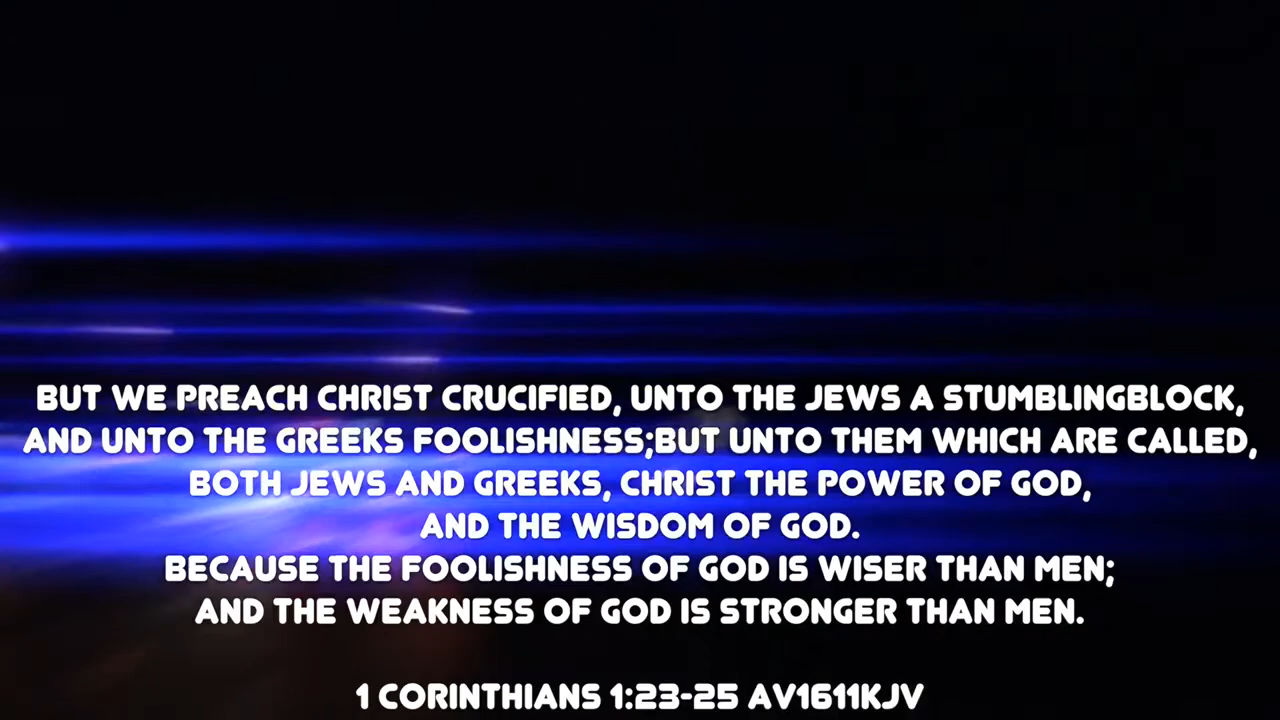 BUT WE PREACH CHRIST CRUCIFIED, UNTO THE JEWS A STUMBLINGBLOCK,
AND UNTO THE GREEKS FOOLISHNESS;BUT UNTO THEM WHICH ARE CALLED,
BOTH JEWS AND GREEKS, CHRIST THE POWER OF GOD,
AND THE WISDOM OF GOD.
BECAUSE THE FOOLISHNESS OF GOD IS WISER THAN MEN;
AND THE WEAKNESS OF GOD IS STRONGER THAN MEN.
1 CORINTHIANS 1:23-25 AV1611KJV